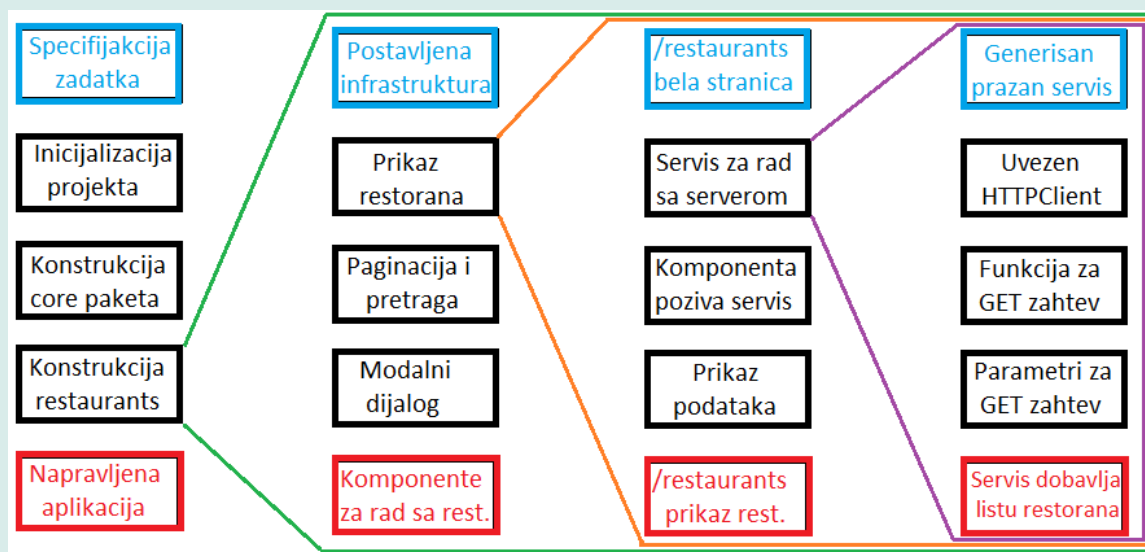 Specifijakcija
zadatka
Inicijalizacija
projekta
Konstrukcija
core paketa
Konstrukcija
restaurants
Napravljena
aplikacija
Postavljena
infrastruktura
Prikaz
restorana
Paginacija i
pretraga
Modalni
dijalog
Komponente
za rad sa rest.
/restaurants
bela stranica
Servis za rad
sa serverom
Komponenta
poziva servis
Prikaz
podataka
/restaurants
prikaz rest.
Generisan
prazan servis
Uvezen
HTTPClient
Funkcija za
GET zahtev
Parametri za
GET zahtev
Servis dobavlja
listu restorana